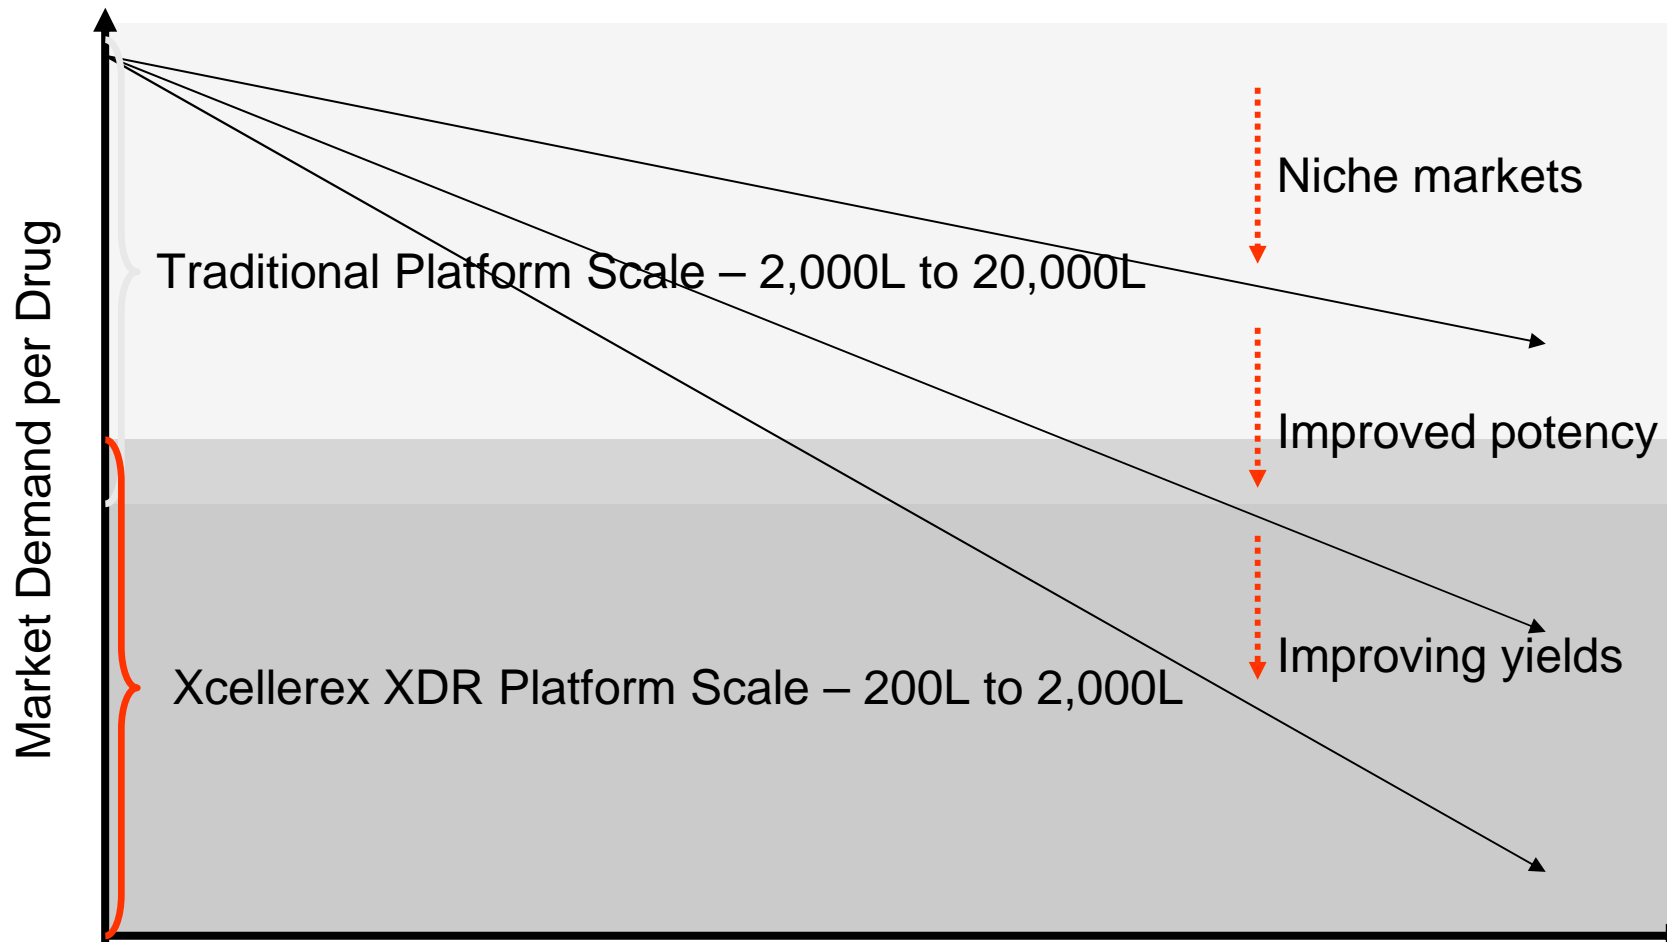 Market Demand per Drug
Niche markets
Traditional Platform Scale – 2,000L to 20,000L
Improved potency
Improving yields
Xcellerex XDR Platform Scale – 200L to 2,000L